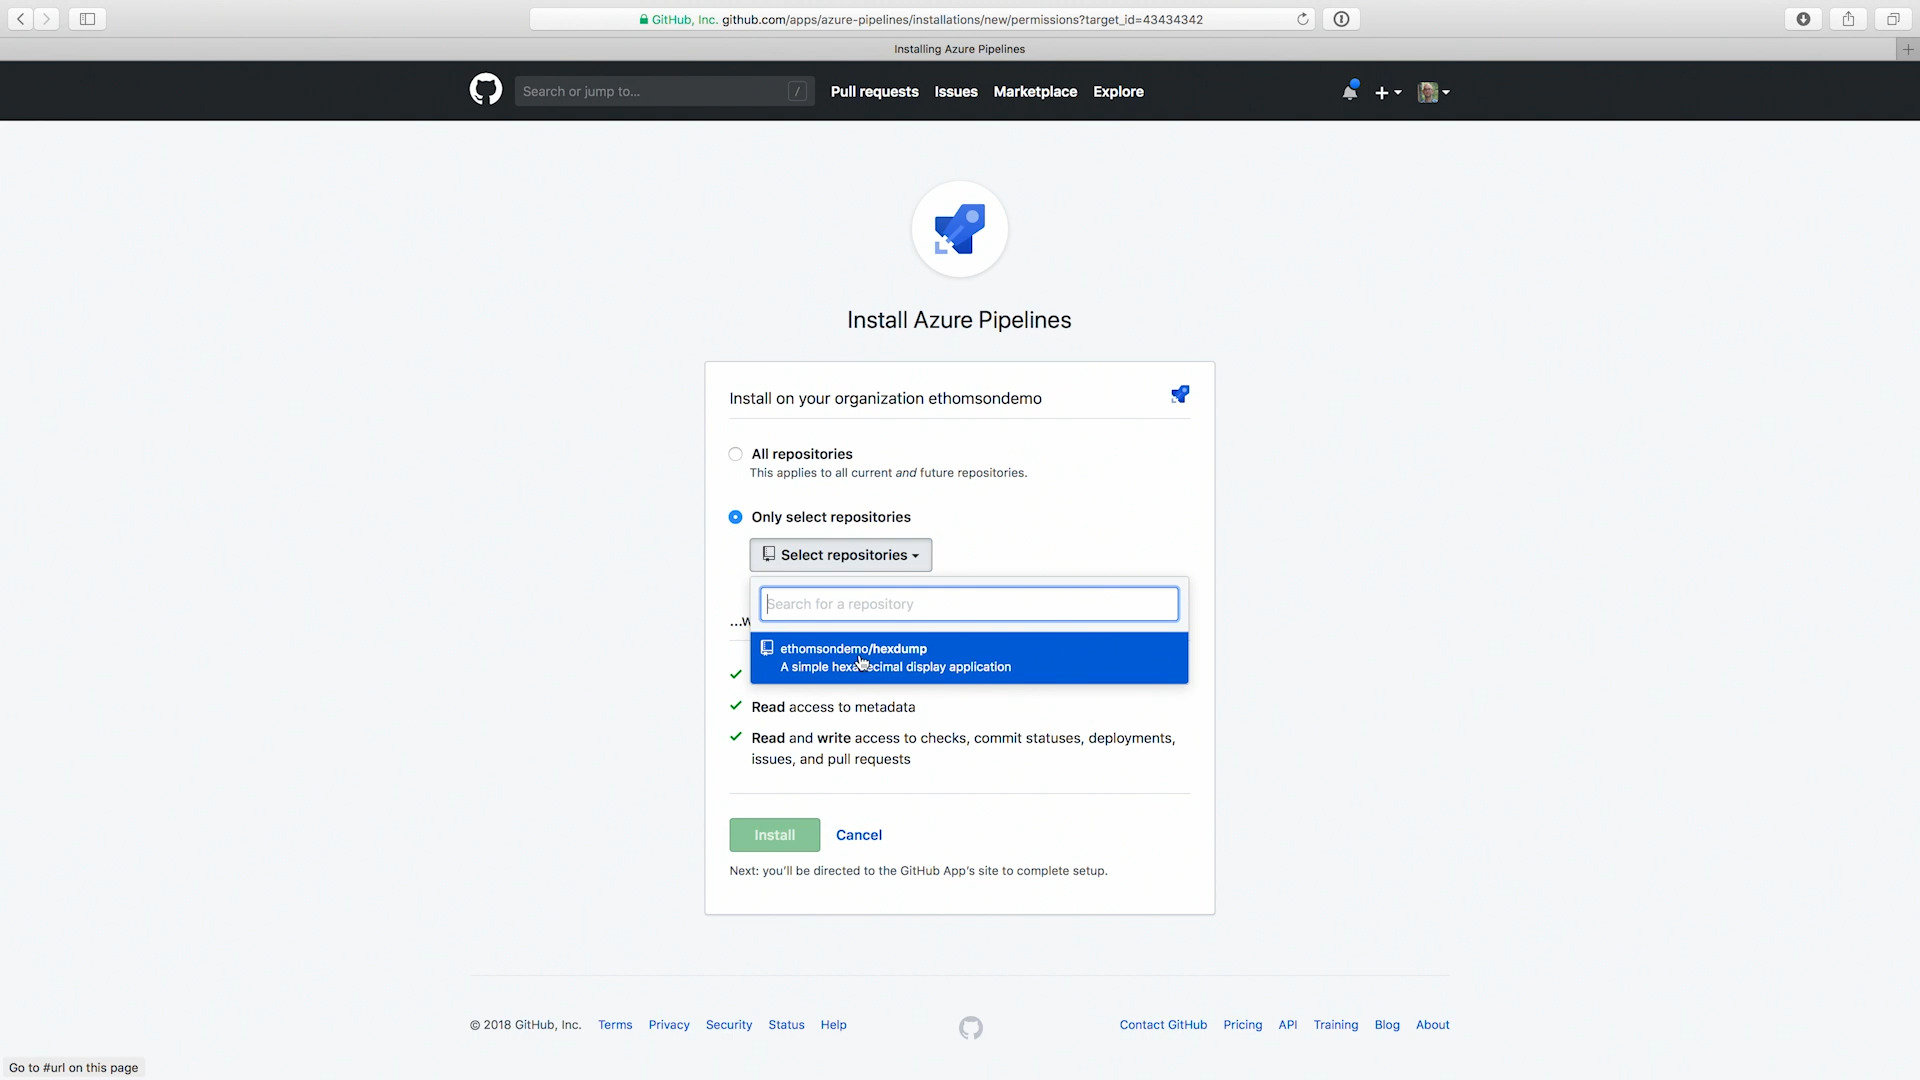 GitHub, Inc. github.com/apps/azure-pipelines/installations/new/permissions?target_id=43434342
Installing Azure Pipelines
Search or jump to...
/
Pull requests
Issues
Marketplace
Explore
Install Azure Pipelines
Install on your organization ethomsondemo
All repositories
This applies to all current and future repositories.
Only select repositories
Select repositories
Search for a repository
...w
ethomsondemo/hexdump
A simple display application
Read access to metadata
Read and write access to checks, commit statuses, deployments,
issues, and pull requests
Install
Cancel
Next: you'll be directed to the GitHub App's site to complete setup.
© 2018 GitHub, Inc.
Terms
Privacy
Security
Status
Help
Contact GitHub
Pricing
API
Training
Blog
About
Go to #url on this page